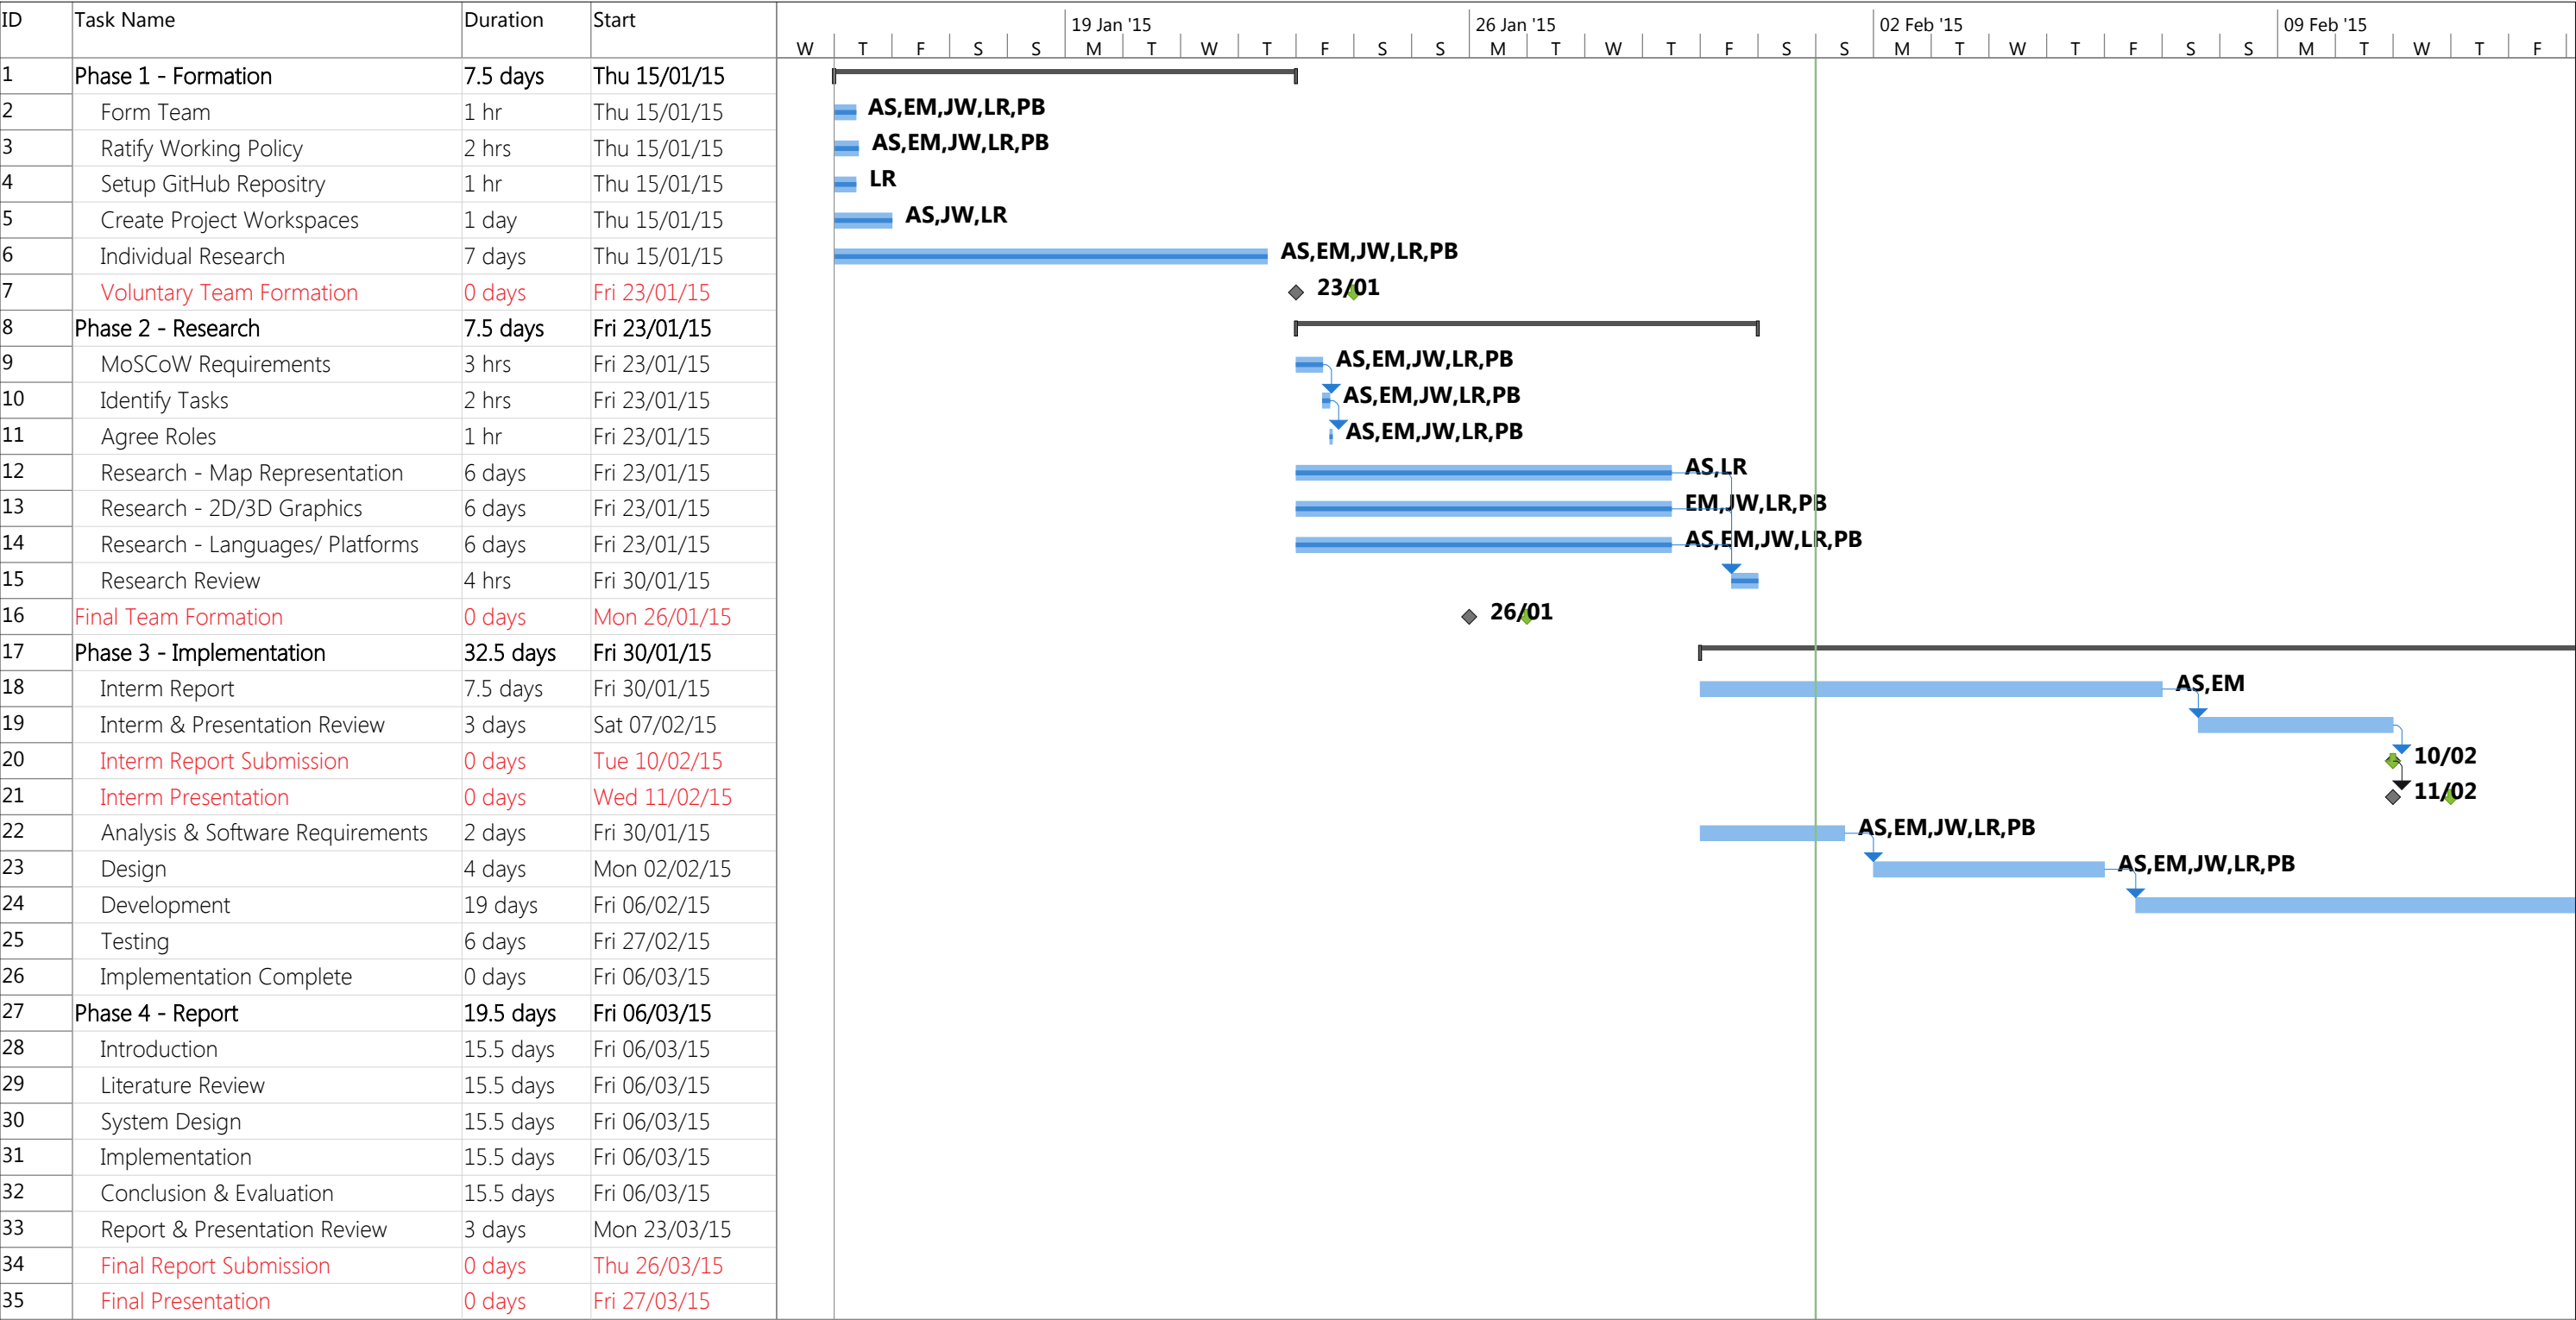 ID Task Name Duration Start 19 Jan '15 26 Jan '15 02 Feb '15 09 Feb '15
W T F S S M T W T F S S M T W T F S S M T W T F S S M T W T F
1 Phase 1 - Formation 7.5 days Thu 15/01/15
2 Form Team 1 hr Thu 15/01/15 AS,EM,JW,LR,PB
3 Ratify Working Policy 2 hrs Thu 15/01/15 AS,EM,JW,LR,PB
4 Setup GitHub Repositry 1 hr Thu 15/01/15 LR
5 Create Project Workspaces 1 day Thu 15/01/15 AS,JW,LR
6 Individual Research 7 days Thu 15/01/15 AS,EM,JW,LR,PB
7 Voluntary Team Formation 0 days Fri 23/01/15 23/01
8 Phase 2 - Research 7.5 days Fri 23/01/15
9 MoSCoW Requirements 3 hrs Fri 23/01/15 AS,EM,JW,LR,PB
10 Identify Tasks 2 hrs Fri 23/01/15 AS,EM,JW,LR,PB
11 Agree Roles 1 hr Fri 23/01/15 AS,EM,JW,LR,PB
12 Research - Map Representation 6 days Fri 23/01/15 AS,LR
13 Research - 2D/3D Graphics 6 days Fri 23/01/15 EM,JW,LR,PB
14 Research - Languages/ Platforms 6 days Fri 23/01/15 AS,EM,JW,LR,PB
15 Research Review 4 hrs Fri 30/01/15
16 Final Team Formation 0 days Mon 26/01/15 26/01
17 Phase 3 - Implementation 32.5 days Fri 30/01/15
18 Interm Report 7.5 days Fri 30/01/15 AS,EM
19 Interm & Presentation Review 3 days Sat 07/02/15
20 Interm Report Submission 0 days Tue 10/02/15 10/02
21 Interm Presentation 0 days Wed 11/02/15 11/02
22 Analysis & Software Requirements 2 days Fri 30/01/15 AS,EM,JW,LR,PB
23 Design 4 days Mon 02/02/15 AS,EM,JW,LR,PB
24 Development 19 days Fri 06/02/15
25 Testing 6 days Fri 27/02/15
26 Implementation Complete 0 days Fri 06/03/15
27 Phase 4 - Report 19.5 days Fri 06/03/15
28 Introduction 15.5 days Fri 06/03/15
29 Literature Review 15.5 days Fri 06/03/15
30 System Design 15.5 days Fri 06/03/15
31 Implementation 15.5 days Fri 06/03/15
32 Conclusion & Evaluation 15.5 days Fri 06/03/15
33 Report & Presentation Review 3 days Mon 23/03/15
34 Final Report Submission 0 days Thu 26/03/15
35 Final Presentation 0 days Fri 27/03/15